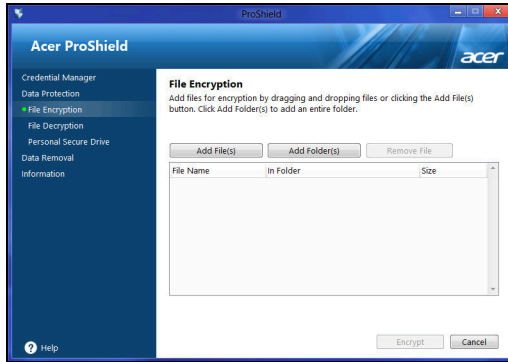 ProShield
Acer ProShield
acer
Credential Manager
Data Protection
File Encryption
File Decryption
Personal Secure Drive
Data Removal
Information
Help
File Encryption
Add files for encryption by dragging and dropping files or clicking the Add File(s)
button. Click Add Folder(s) to add an entire folder.
Add File(s) Add Folder(s) Remove File
File Name In Folder Size
Encrypt Cancel